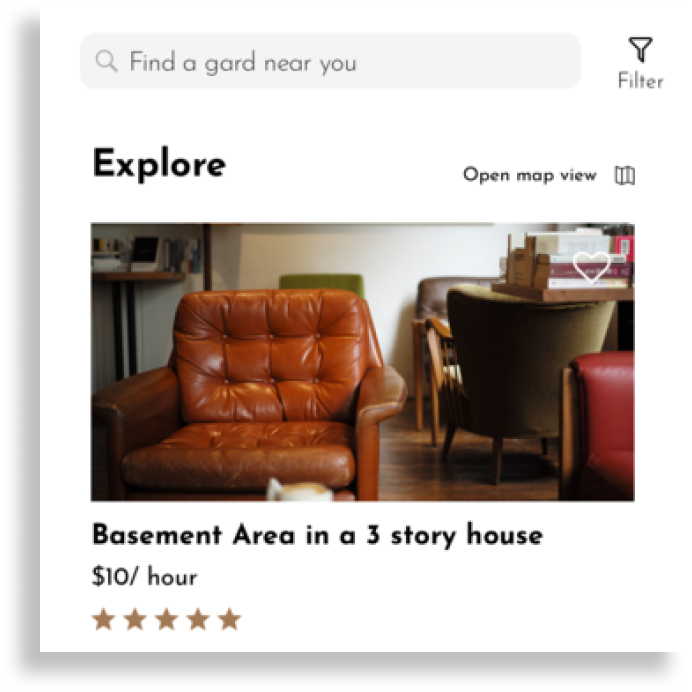 Find a gard near you
Filter
Explore
Open map view
Basement Area in a 3 story house
$10/ hour